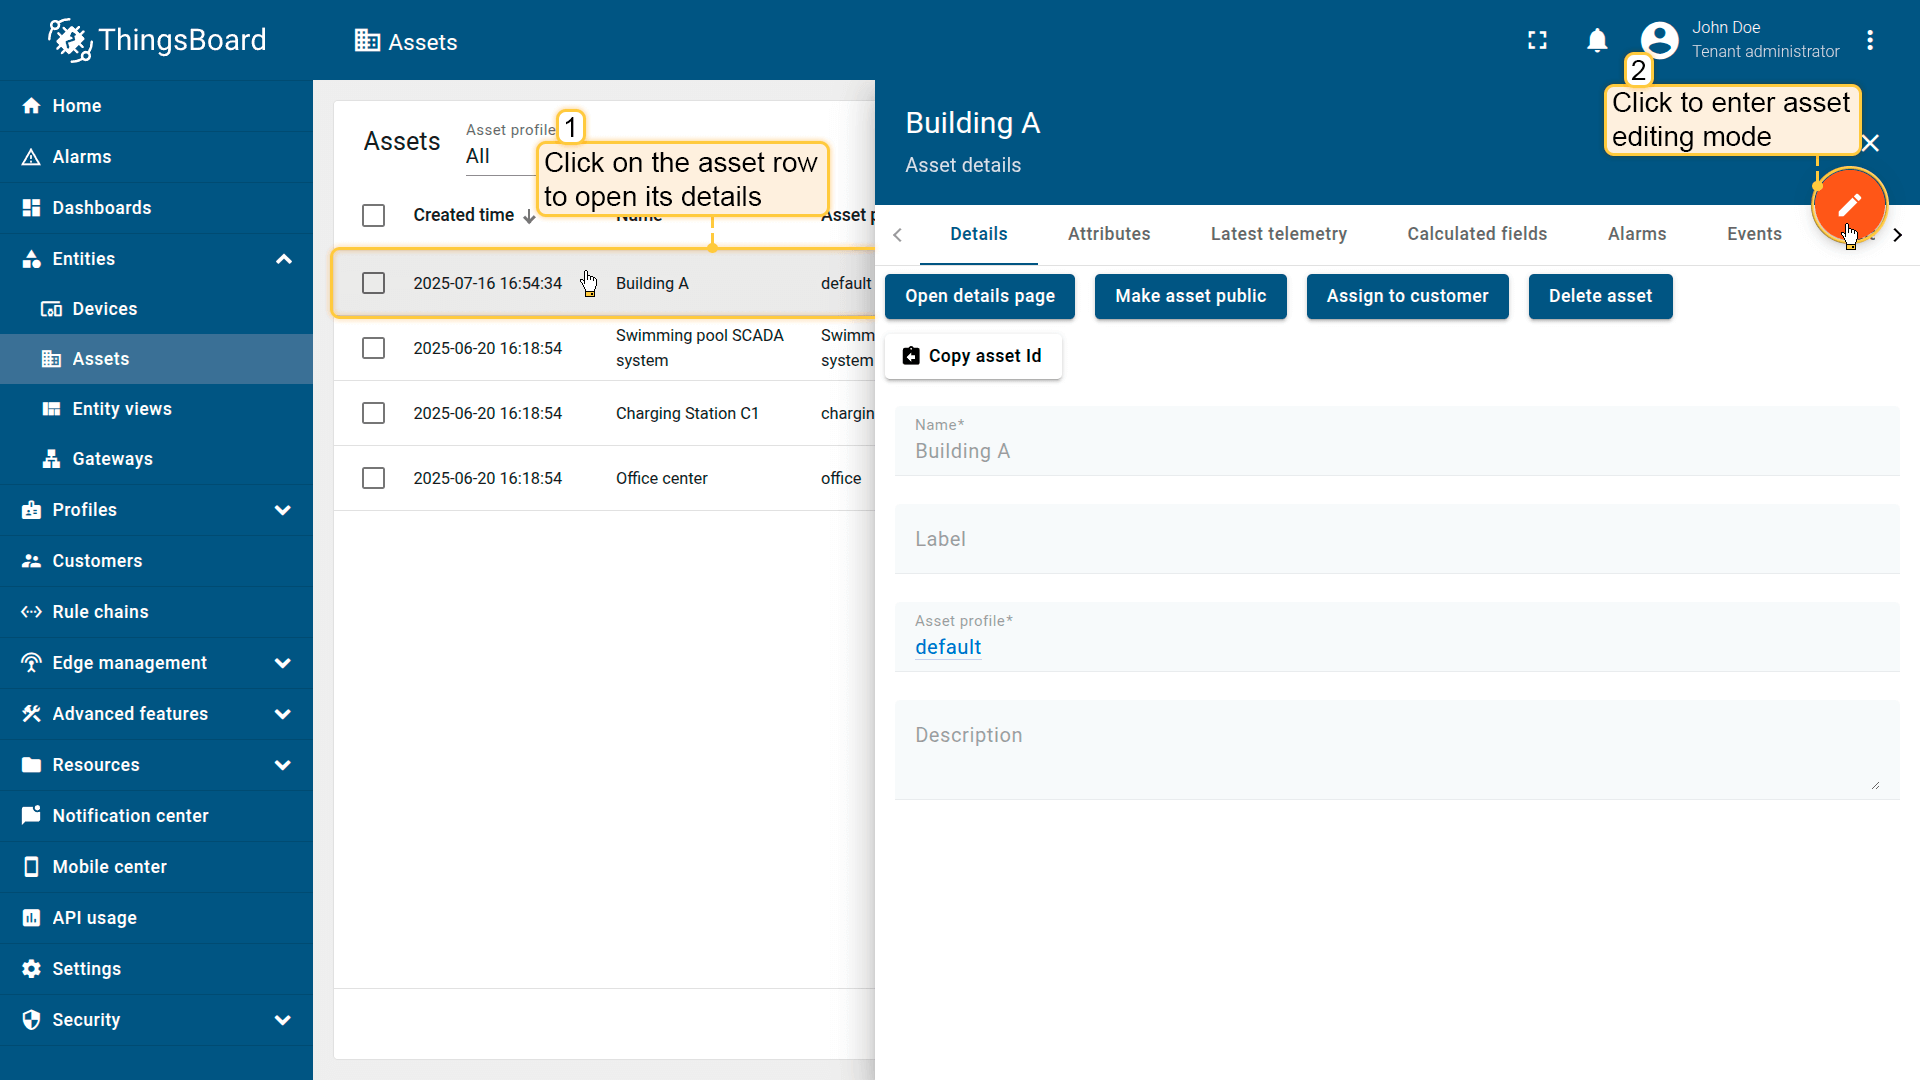 ThingsBoard
Assets
John Doe
Tenant administrator
Home
Alarms
Dashboards
Entities
Devices
Assets
Entity views
Gateways
Profiles
Customers
Rule chains
Edge management
Advanced features
Resources
Notification center
Mobile center
API usage
Settings
Security
Assets
Asset profile
All
1
Click on the asset row
to open its details
Created time
Name
Asset p
2025-07-16 16:54:34
Building A
default
2025-06-20 16:18:54
Swimming pool SCADA
system
Swimm
system
2025-06-20 16:18:54
Charging Station C1
chargin
2025-06-20 16:18:54
Office center
office
Building A
Asset details
2
Click to enter asset
editing mode
Details
Attributes
Latest telemetry
Calculated fields
Alarms
Events
Open details page
Make asset public
Assign to customer
Delete asset
Copy asset Id
Name*
Building A
Label
Asset profile*
default
Description